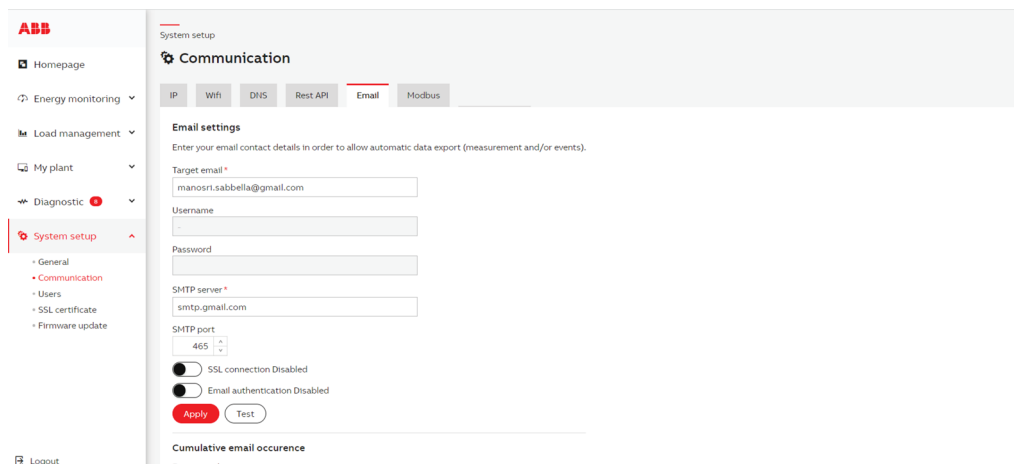 ABB
Homepage
Energy monitoring
Load management
My plant
Diagnostic 8
System setup
General
Communication
Users
SSL certificate
Firmware update
Logout
System setup
Communication
IP Wifi DNS Rest API Email Modbus
Email settings
Enter your email contact details in order to allow automatic data export (measurement and/or events).
Target email*
manosri.sabbella@gmail.com
Username
-
Password
SMTP server*
smtp.gmail.com
SMTP port
465
SSL connection Disabled
Email authentication Disabled
Apply Test
Cumulative email occurence